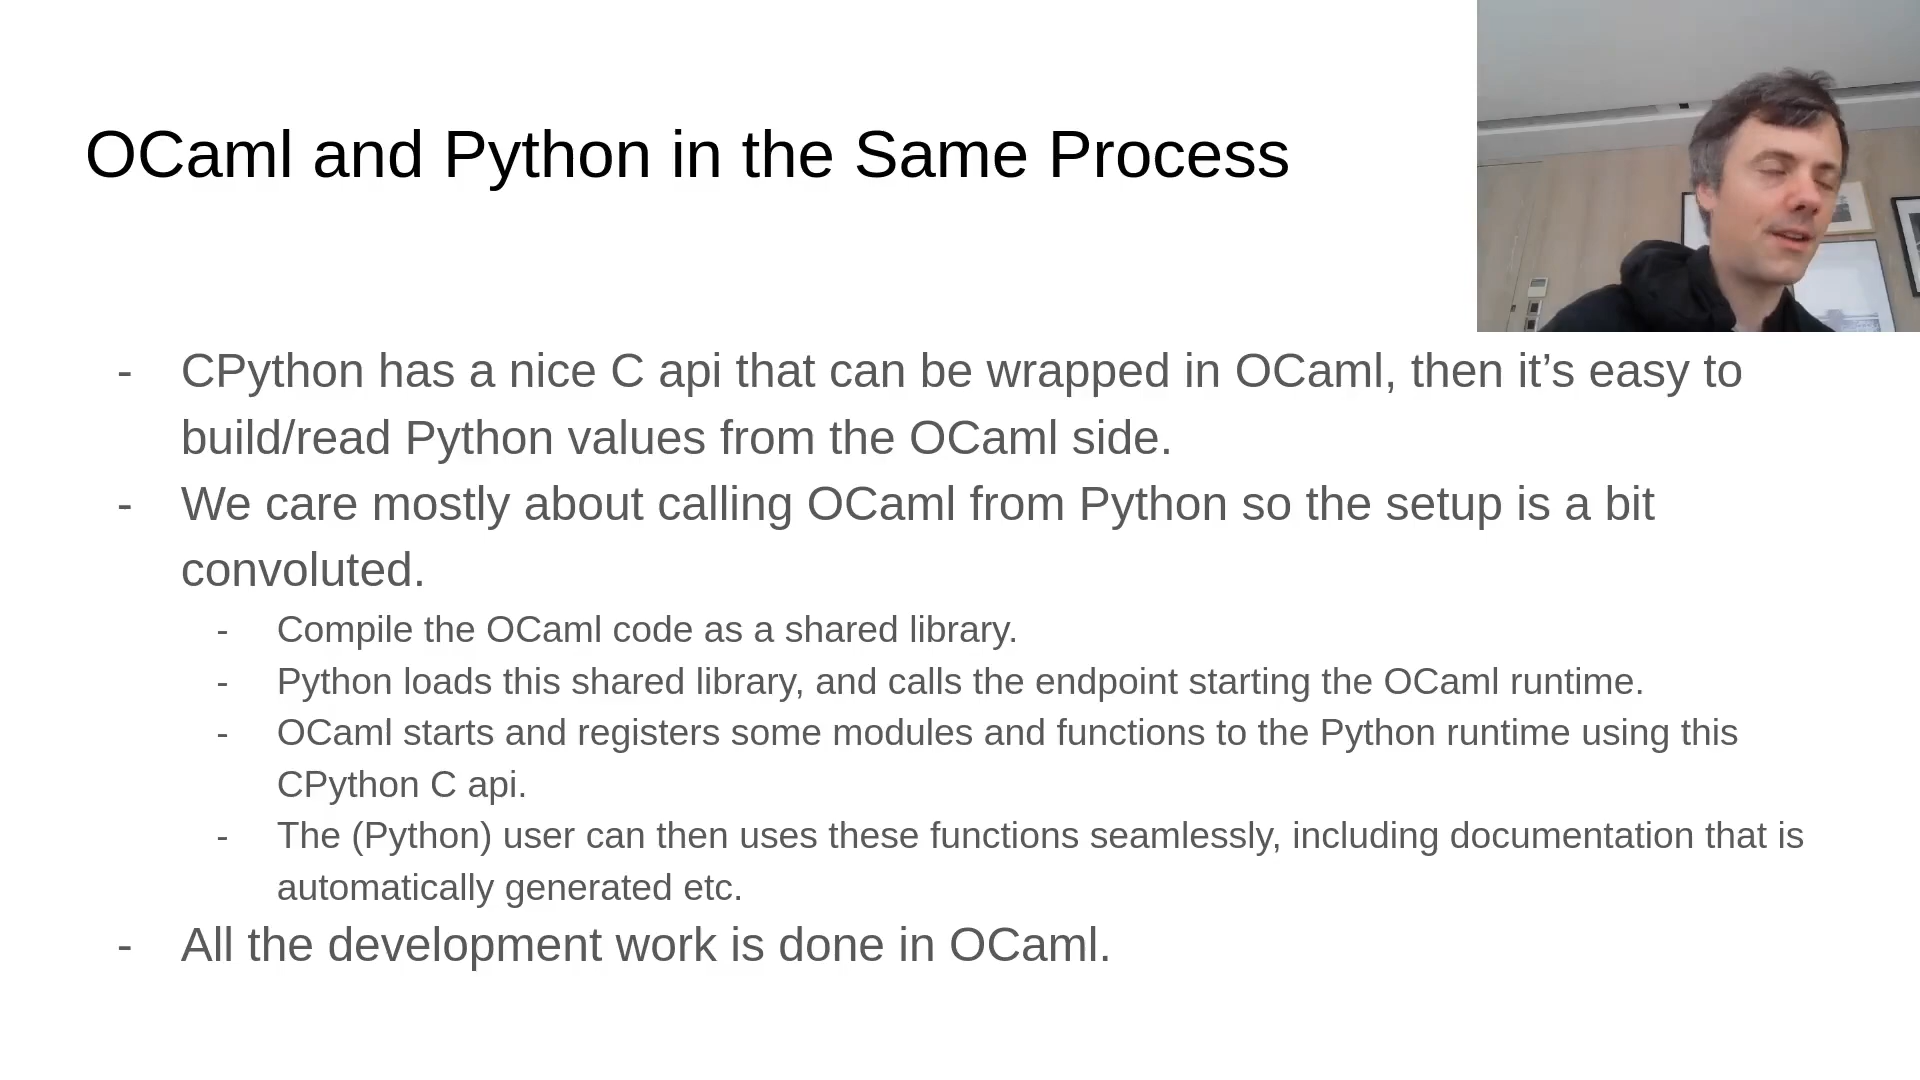 OCaml and Python in the Same Process
- CPython has a nice C api that can be wrapped in OCaml, then it’s easy to
build/read Python values from the OCaml side.
- We care mostly about calling OCaml from Python so the setup is a bit
convoluted.
- Compile the OCaml code as a shared library.
- Python loads this shared library, and calls the endpoint starting the OCaml runtime.
- OCaml starts and registers some modules and functions to the Python runtime using this
CPython C api.
- The (Python) user can then uses these functions seamlessly, including documentation that is
automatically generated etc.
- All the development work is done in OCaml.